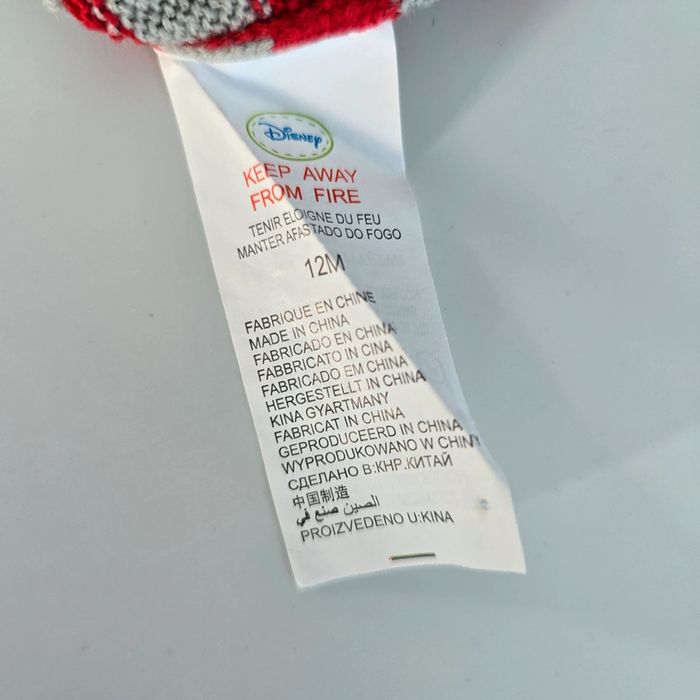 Disney
KEEP AWAY
FROM FIRE
TENIR ELOIGNE DU FEU
MANTER AFASTADO DO FOGO
12M
FABRIQUE EN CHINE
MADE IN CHINA
FABRICADO EN CHINA
FABBRICATO IN CINA
FABRICADO EM CHINA
HERGESTELLT IN CHINA
KINA GYARTMANY
FABRICAT IN CHINA
GEPRODUCEERD IN CHINA
WYPRODUKOWANO W CHINY
СДЕЛАНО В:КНР.КИТАЙ
中国制造
الصين صنع في
PROIZVEDENO U:KINA